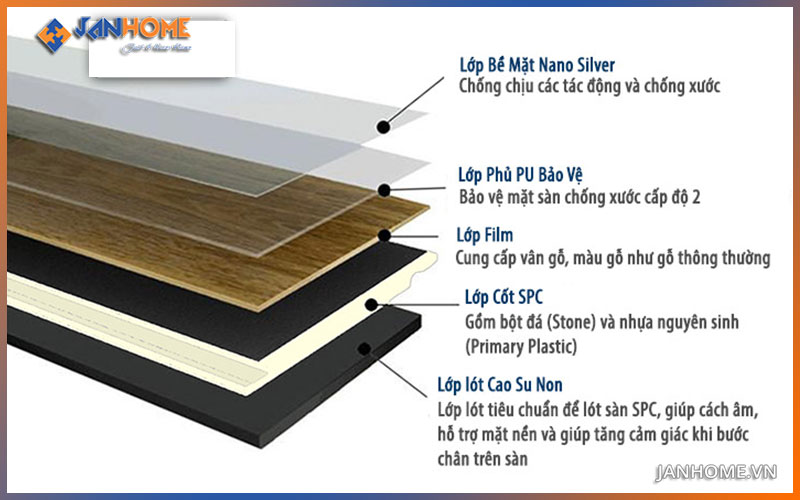 JANHOME
Lớp Bề Mặt Nano Silver
Chống chịu các tác động và chống xước
Lớp Phủ PU Bảo Vệ
Bảo vệ mặt sàn chống xước cấp độ 2
Lớp Film
Cung cấp vân gỗ, màu gỗ như gỗ thông thường
Lớp Cốt SPC
Gồm bột đá (Stone) và nhựa nguyên sinh
(Primary Plastic)
Lớp lót Cao Su Non
Lớp lót tiêu chuẩn để lót sàn SPC, giúp cách âm,
hỗ trợ mặt nền và giúp tăng cảm giác khi bước
chân trên sàn
JANHOME.VN